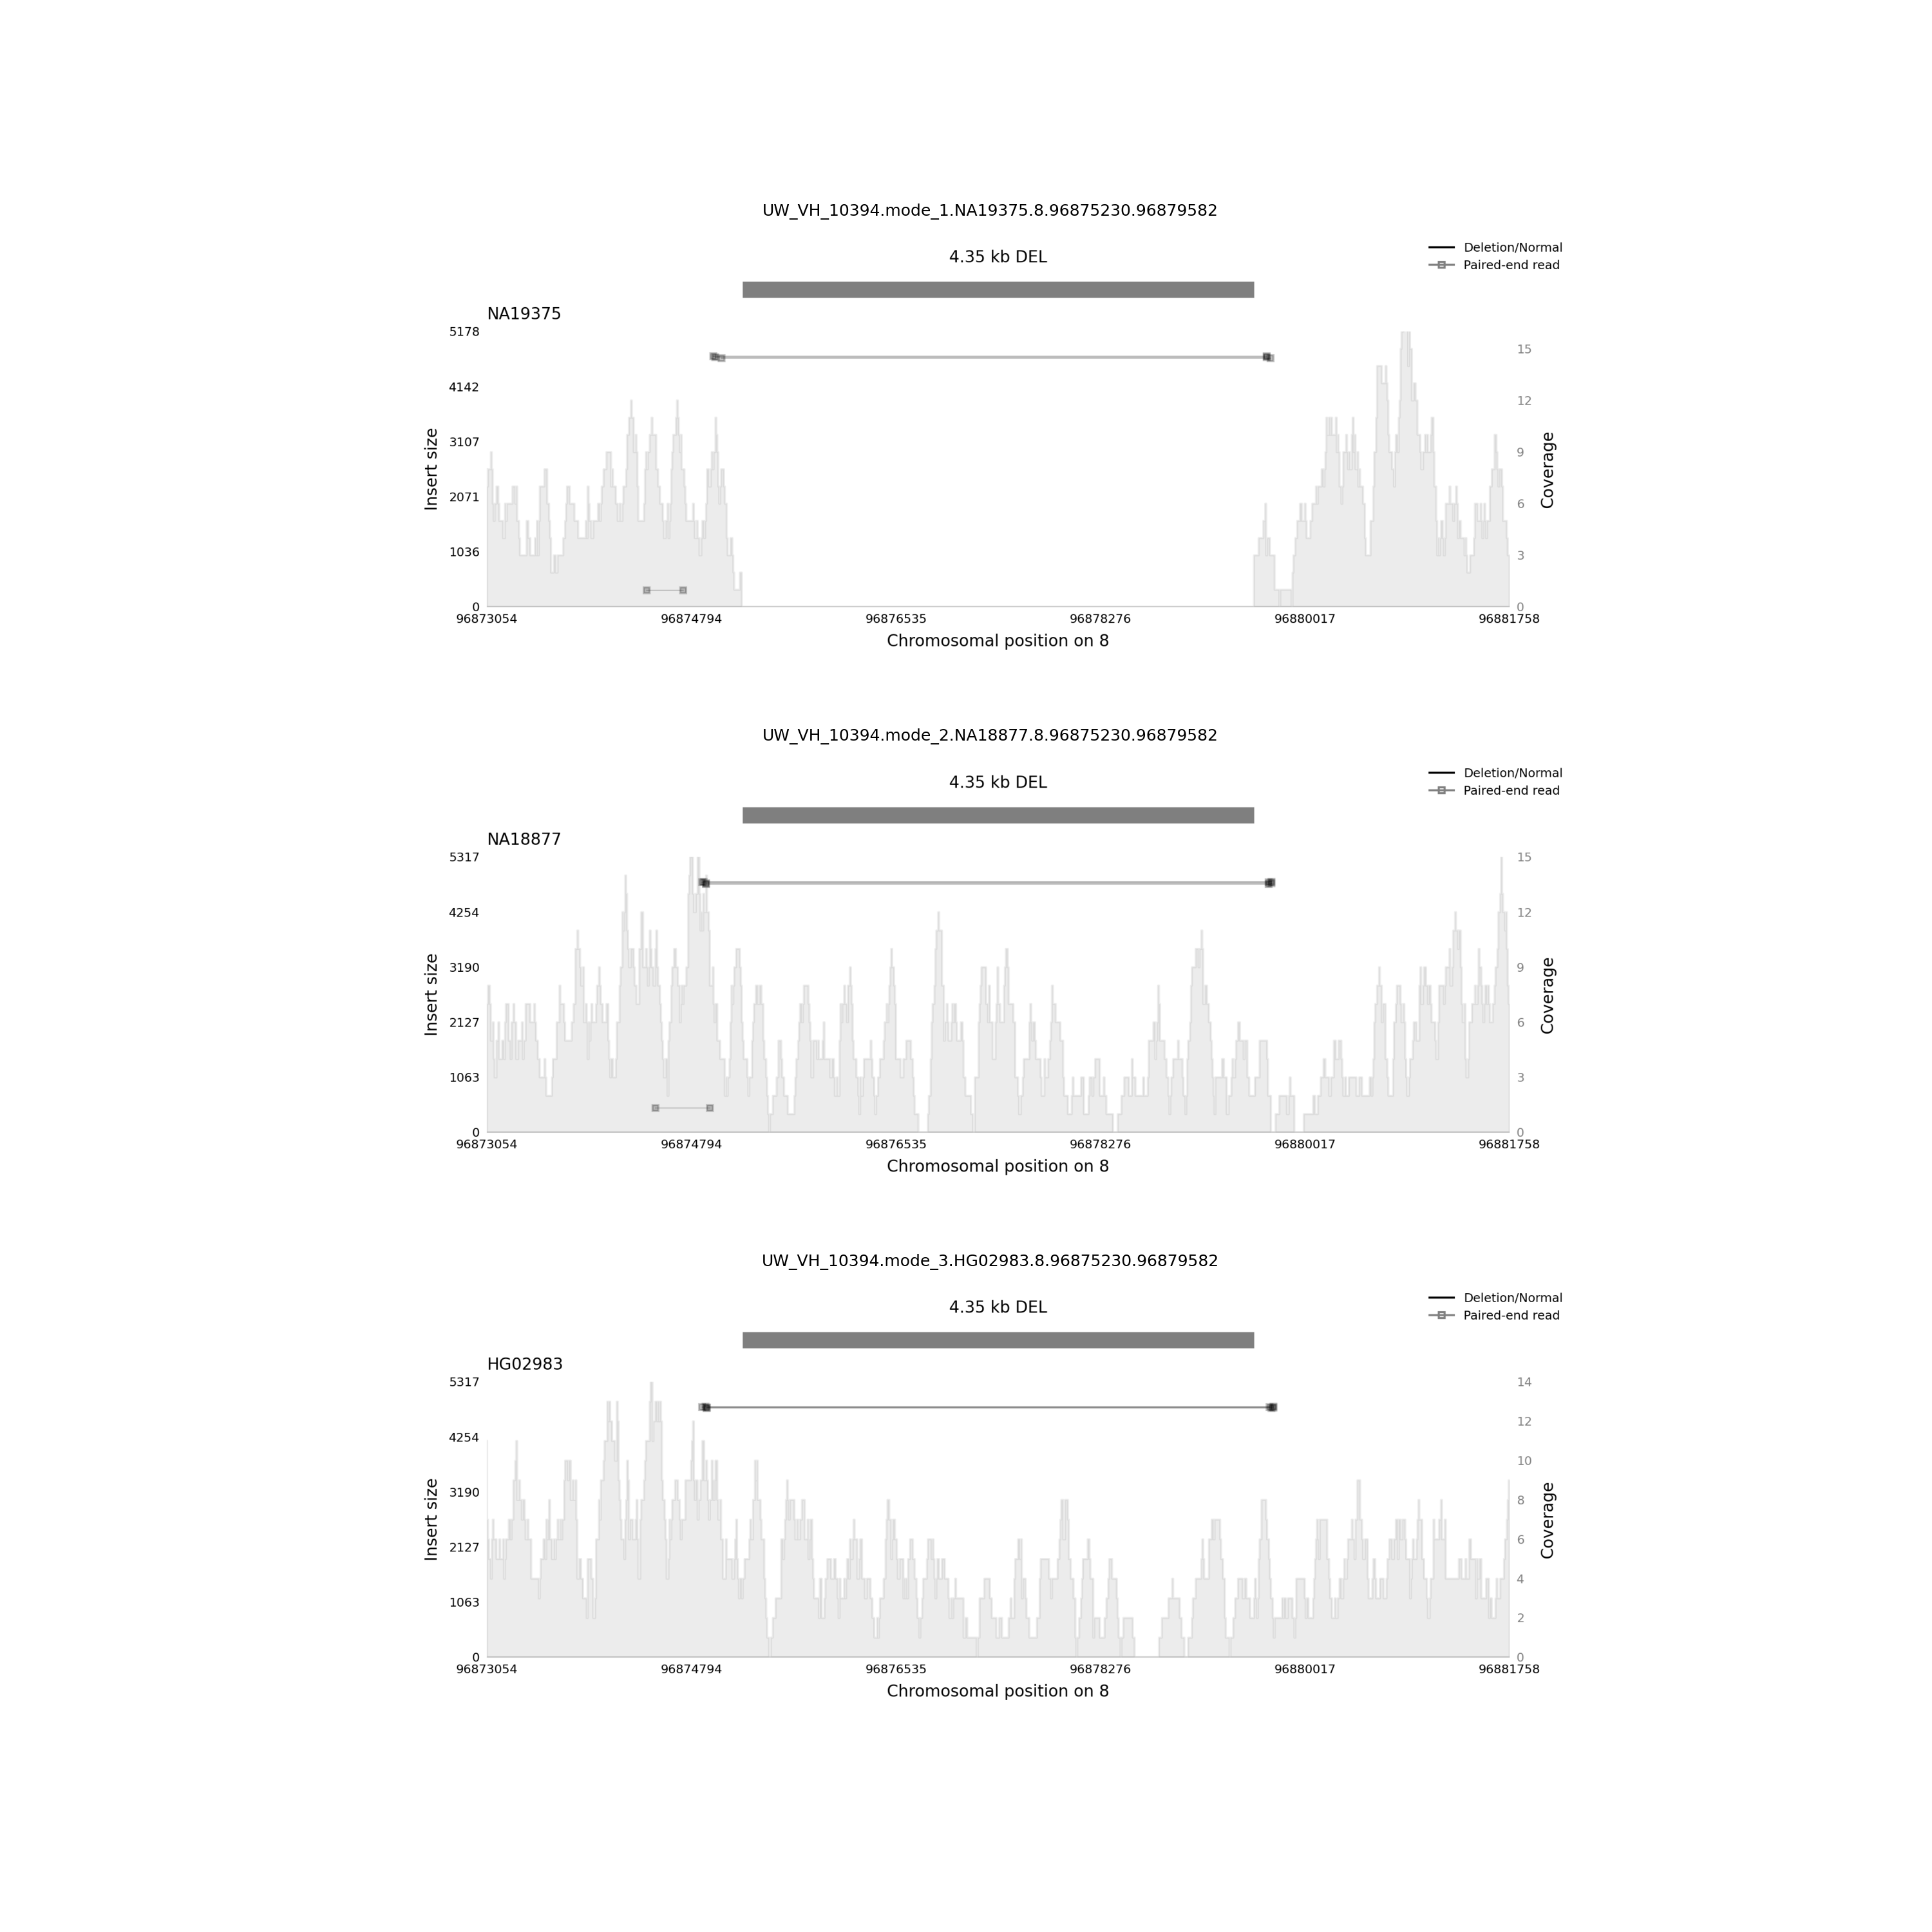 UW_VH_10394.mode_1.NA19375.8.96875230.96879582
4.35 kb DEL
Deletion/Normal
Paired-end read
NA19375
5178
4142
3107
2071
1036
0
Insert size
15
12
9
6
3
0
Coverage
96873054 96874794 96876535 96878276 96880017 96881758
Chromosomal position on 8
UW_VH_10394.mode_2.NA18877.8.96875230.96879582
4.35 kb DEL
Deletion/Normal
Paired-end read
NA18877
5317
4254
3190
2127
1063
0
Insert size
15
12
9
6
3
0
Coverage
96873054 96874794 96876535 96878276 96880017 96881758
Chromosomal position on 8
UW_VH_10394.mode_3.HG02983.8.96875230.96879582
4.35 kb DEL
Deletion/Normal
Paired-end read
HG02983
5317
4254
3190
2127
1063
0
Insert size
14
12
10
8
6
4
2
0
Coverage
96873054 96874794 96876535 96878276 96880017 96881758
Chromosomal position on 8